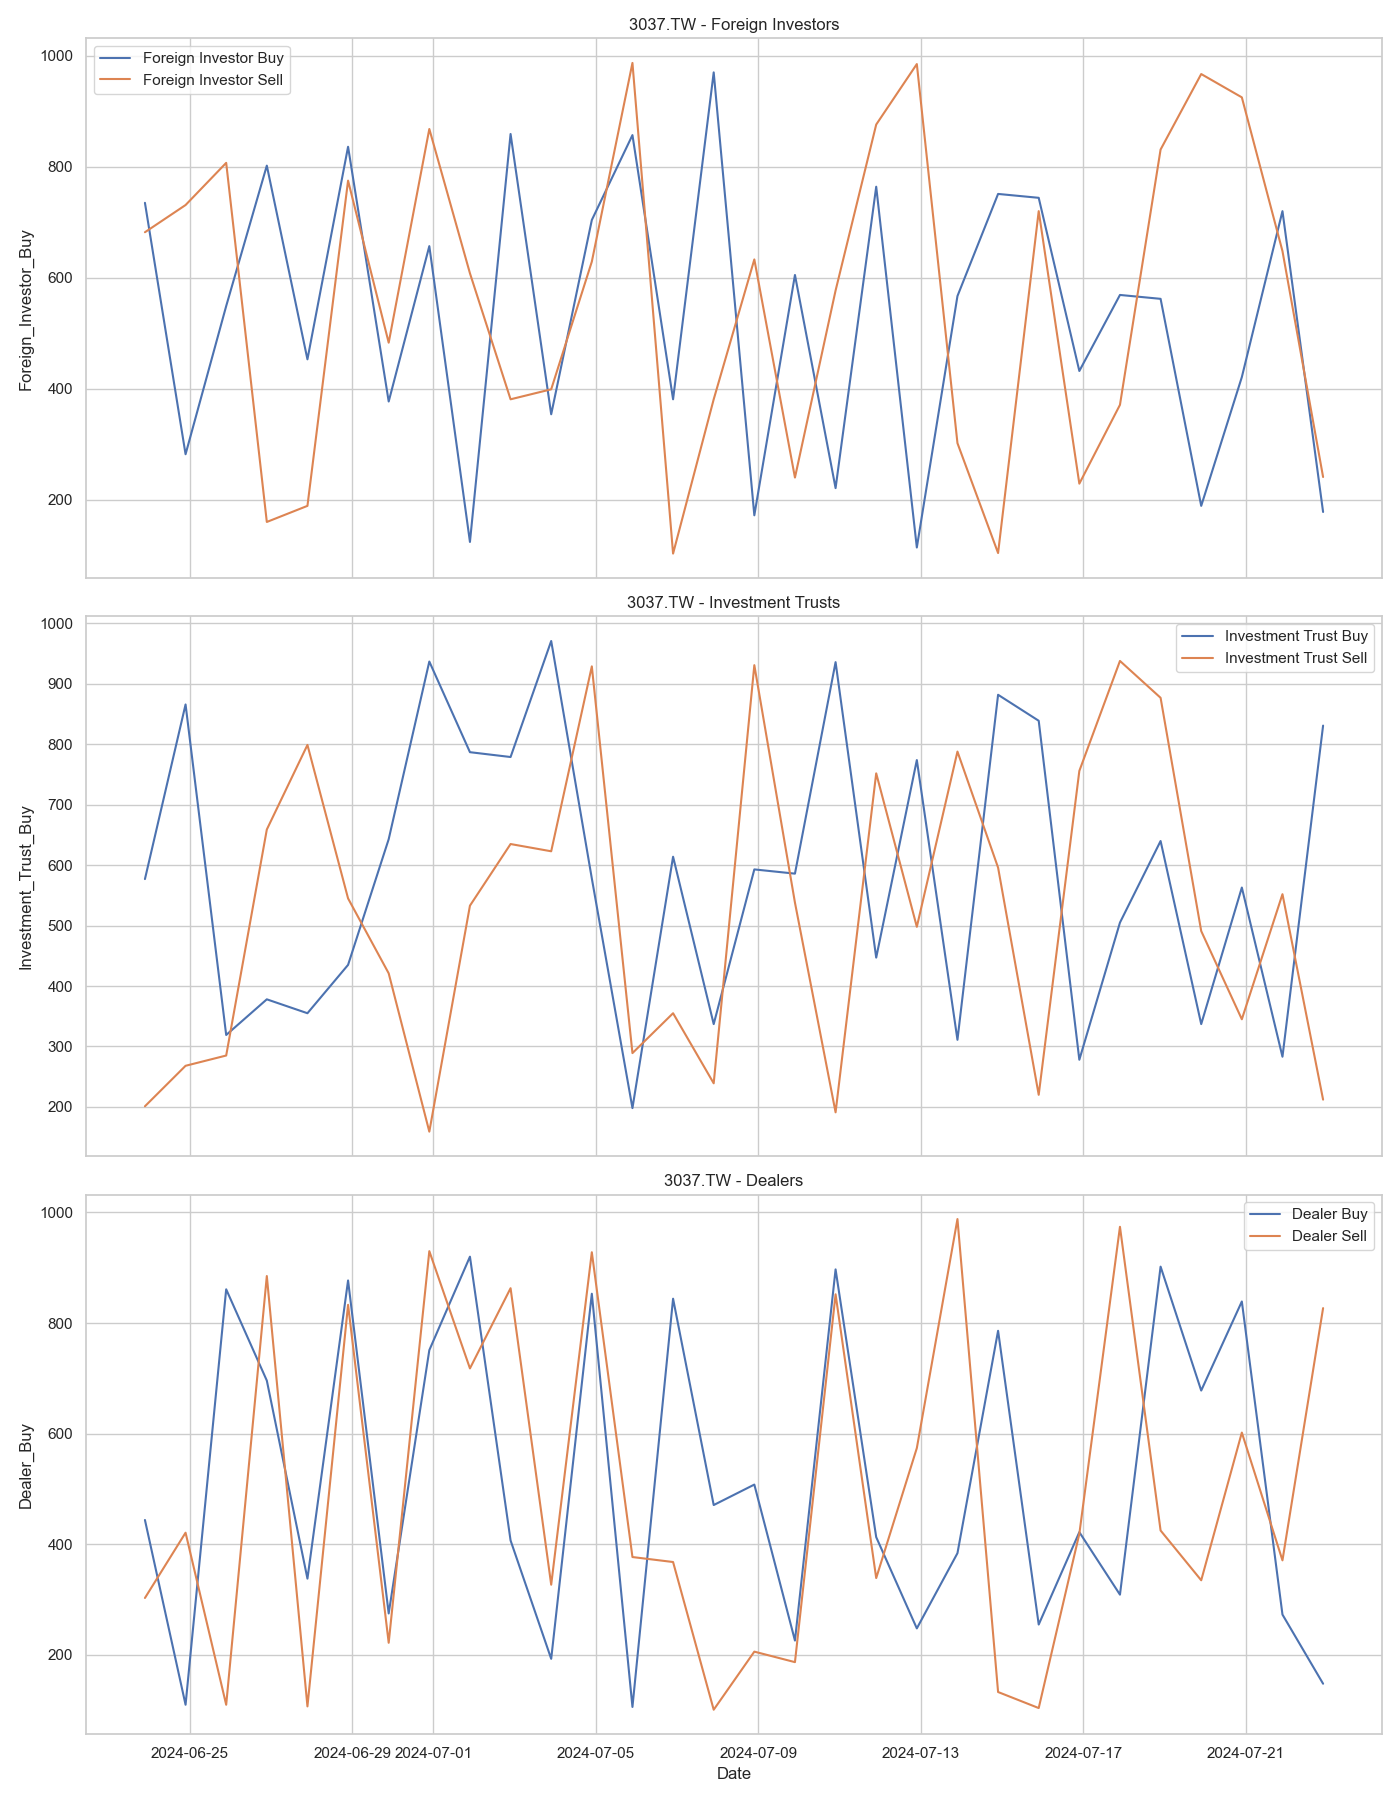 3037.TW - Foreign Investors
Foreign Investor Buy
Foreign Investor Sell
Foreign_Investor_Buy
1000
800
600
400
200
3037.TW - Investment Trusts
Investment Trust Buy
Investment Trust Sell
Investment_Trust_Buy
1000
900
800
700
600
500
400
300
200
3037.TW - Dealers
Dealer Buy
Dealer Sell
Dealer_Buy
1000
800
600
400
200
2024-06-25 2024-06-29 2024-07-01 2024-07-05 2024-07-09 2024-07-13 2024-07-17 2024-07-21
Date